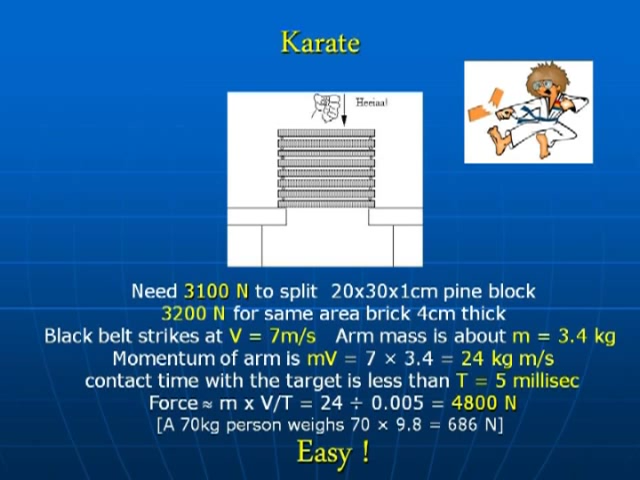 Karate
Heeiaa!
Need 3100 N to split 20x30x1cm pine block
3200 N for same area brick 4cm thick
Black belt strikes at V = 7m/s Arm mass is about m = 3.4 kg
Momentum of arm is mV = 7 × 3.4 = 24 kg m/s
contact time with the target is less than T = 5 millisec
Force ≈ m x V/T = 24 ÷ 0.005 = 4800 N
[A 70kg person weighs 70 × 9.8 = 686 N]
Easy !